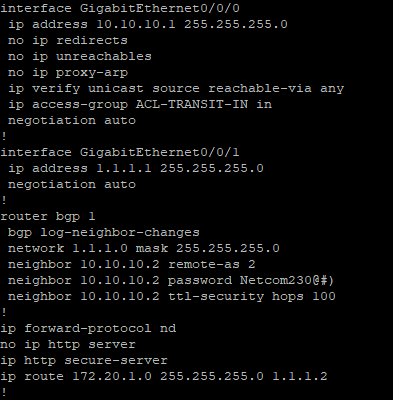 interface GigabitEthernet0/0/0
ip address 10.10.10.1 255.255.255.0
no ip redirects
no ip unreachables
no ip proxy-arp
ip verify unicast source reachable-via any
ip access-group ACL-TRANSIT-IN in
negotiation auto
!
interface GigabitEthernet0/0/1
ip address 1.1.1.1 255.255.255.0
negotiation auto
!
router bgp 1
bgp log-neighbor-changes
network 1.1.1.0 mask 255.255.255.0
neighbor 10.10.10.2 remote-as 2
neighbor 10.10.10.2 password Netcom230@#)
neighbor 10.10.10.2 ttl-security hops 100
!
ip forward-protocol nd
no ip http server
ip http secure-server
ip route 172.20.1.0 255.255.255.0 1.1.1.2
!